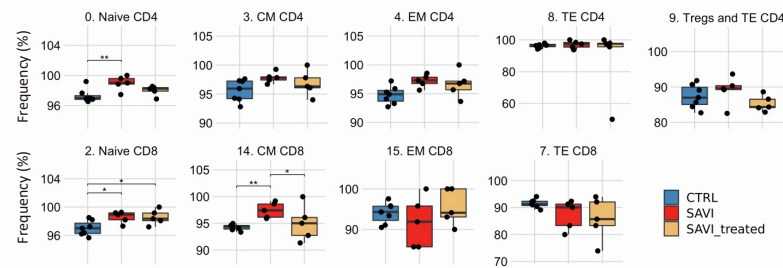 0. Naive CD4
3. CM CD4
4. EM CD4
8. TE CD4
9. Tregs and TE CD4
Frequency (%)
104
100
96
**
105
100
95
90
105
100
95
90
100
80
60
100
90
80
2. Naive CD8
14. CM CD8
15. EM CD8
7. TE CD8
Frequency (%)
104
100
96
*
*
105
100
95
90
**
*
100
90
100
90
80
70
CTRL
SAVI
SAVI_treated